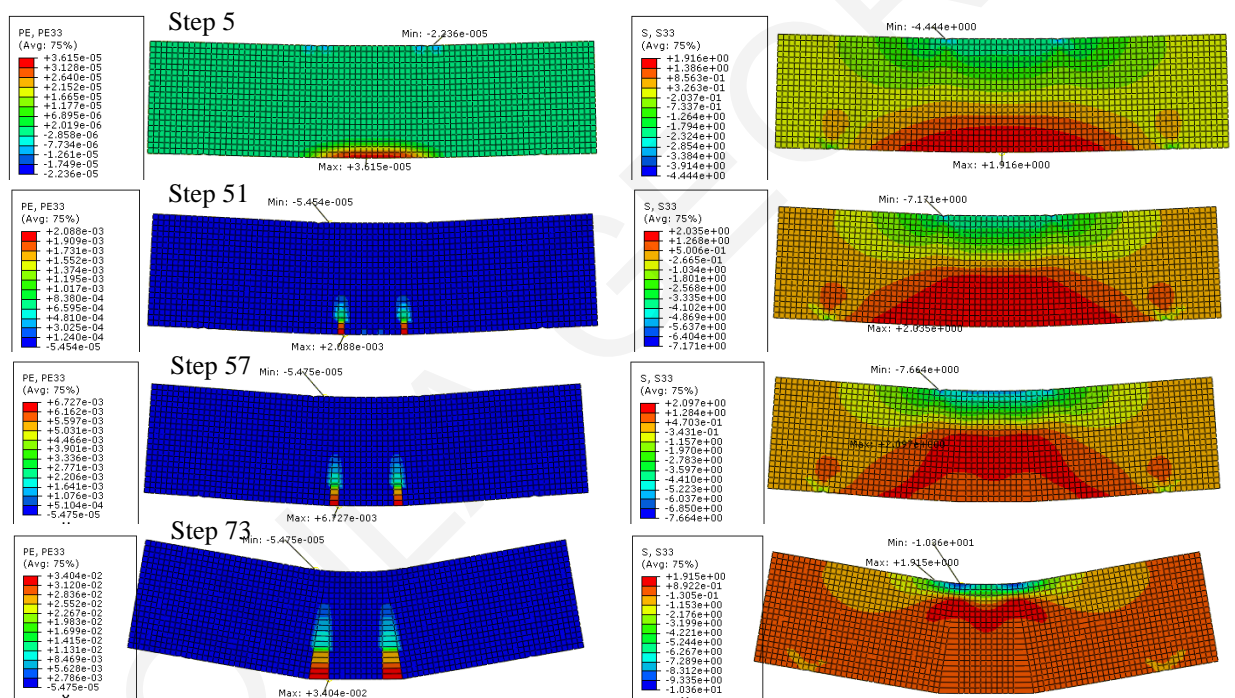 Step 5
PE, PE33
(Avg: 75%)
+3.615e-05
+3.128e-05
+2.640e-05
+2.152e-05
+1.665e-05
+1.177e-05
+6.895e-06
+2.019e-06
-2.858e-06
-7.734e-06
-1.261e-05
-1.749e-05
-2.236e-05
Min: -2.236e-005
Max: +3.615e-005
S, S33
(Avg: 75%)
+1.916e+00
+1.386e+00
+8.563e-01
+3.263e-01
-2.037e-01
-7.337e-01
-1.264e+00
-1.794e+00
-2.324e+00
-2.854e+00
-3.384e+00
-3.914e+00
-4.444e+00
Min: -4.444e+000
Max: +1.916e+000
Step 51
PE, PE33
(Avg: 75%)
+2.088e-03
+1.909e-03
+1.731e-03
+1.552e-03
+1.374e-03
+1.195e-03
+1.017e-03
+8.380e-04
+6.595e-04
+4.810e-04
+3.025e-04
+1.240e-04
-5.454e-05
Min: -5.454e-005
Max: +2.088e-003
S, S33
(Avg: 75%)
+2.035e+00
+1.268e+00
+5.006e-01
-2.665e-01
-1.034e+00
-1.801e+00
-2.568e+00
-3.335e+00
-4.102e+00
-4.869e+00
-5.637e+00
-6.404e+00
-7.171e+00
Min: -7.171e+000
Max: +2.035e+000
Step 57
PE, PE33
(Avg: 75%)
+6.727e-03
+6.162e-03
+5.597e-03
+5.031e-03
+4.466e-03
+3.901e-03
+3.336e-03
+2.771e-03
+2.206e-03
+1.641e-03
+1.076e-03
+5.104e-04
-5.475e-05
Min: -5.475e-005
Max: +6.727e-003
S, S33
(Avg: 75%)
+2.097e+00
+1.284e+00
+4.703e-01
-3.431e-01
-1.157e+00
-1.970e+00
-2.783e+00
-3.597e+00
-4.410e+00
-5.223e+00
-6.037e+00
-6.850e+00
-7.664e+00
Min: -7.664e+000
Max: +2.097e+000
Step 73
PE, PE33
(Avg: 75%)
+3.404e-02
+3.120e-02
+2.836e-02
+2.552e-02
+2.267e-02
+1.983e-02
+1.699e-02
+1.415e-02
+1.131e-02
+8.469e-03
+5.628e-03
+2.786e-03
-5.475e-05
Min: -5.475e-005
Max: +3.404e-002
S, S33
(Avg: 75%)
+1.915e+00
+8.922e-01
-1.305e-01
-1.153e+00
-2.176e+00
-3.199e+00
-4.221e+00
-5.244e+00
-6.267e+00
-7.289e+00
-8.312e+00
-9.335e+00
-1.036e+01
Min: -1.036e+001
Max: +1.915e+000